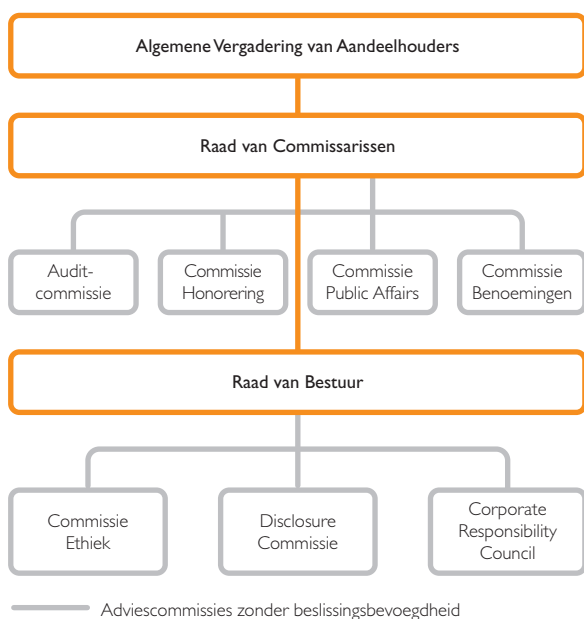 Algemene Vergadering van Aandeelhouders
Raad van Commissarissen
Audit-
commissie
Commissie
Honorering
Commissie
Public Affairs
Commissie
Benoemingen
Raad van Bestuur
Commissie
Ethiek
Disclosure
Commissie
Corporate
Responsibility
Council
Adviescommissies zonder beslissingsbevoegdheid